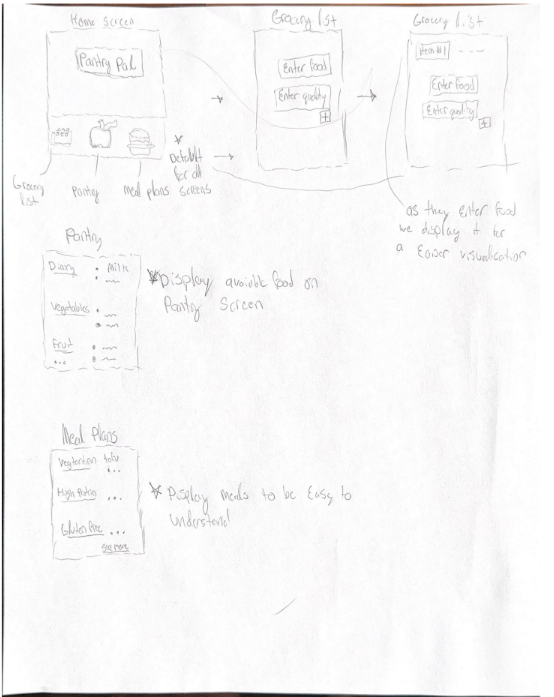 Home screen
Pantry Pal
Grocery list
Pantry
Meal plans
* Default for all screens
Grocery list
Enter food
Enter quality
+
Grocery list
Item #1
Enter food
Enter quality
+
as they enter food
we display it for
a Easier visualication
Pantry
Diary • Milk
•
Vegetables •
•
Fruit •
... •
* Display avaiable food on
Pantry Screen
Meal Plans
Vegterian tofu
...
High Protein ...
Gluten free ...
see more
* Display meals to be Easy to
understand